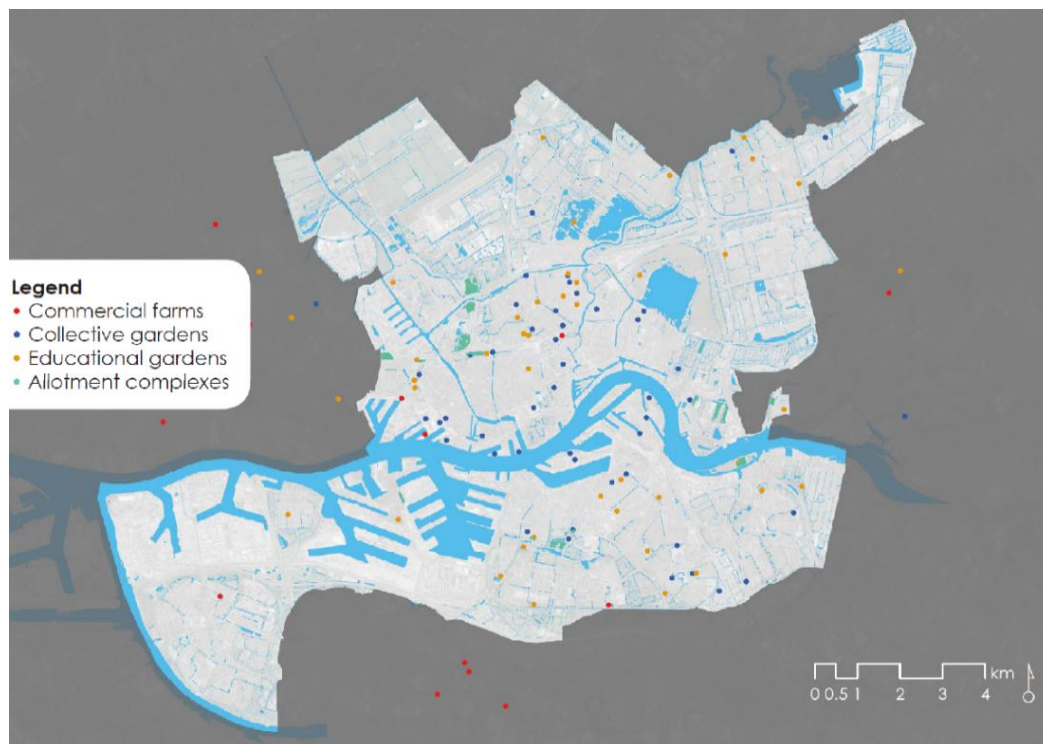 Legend
Commercial farms
Collective gardens
Educational gardens
Allotment complexes
km
0 0.5 1 2 3 4